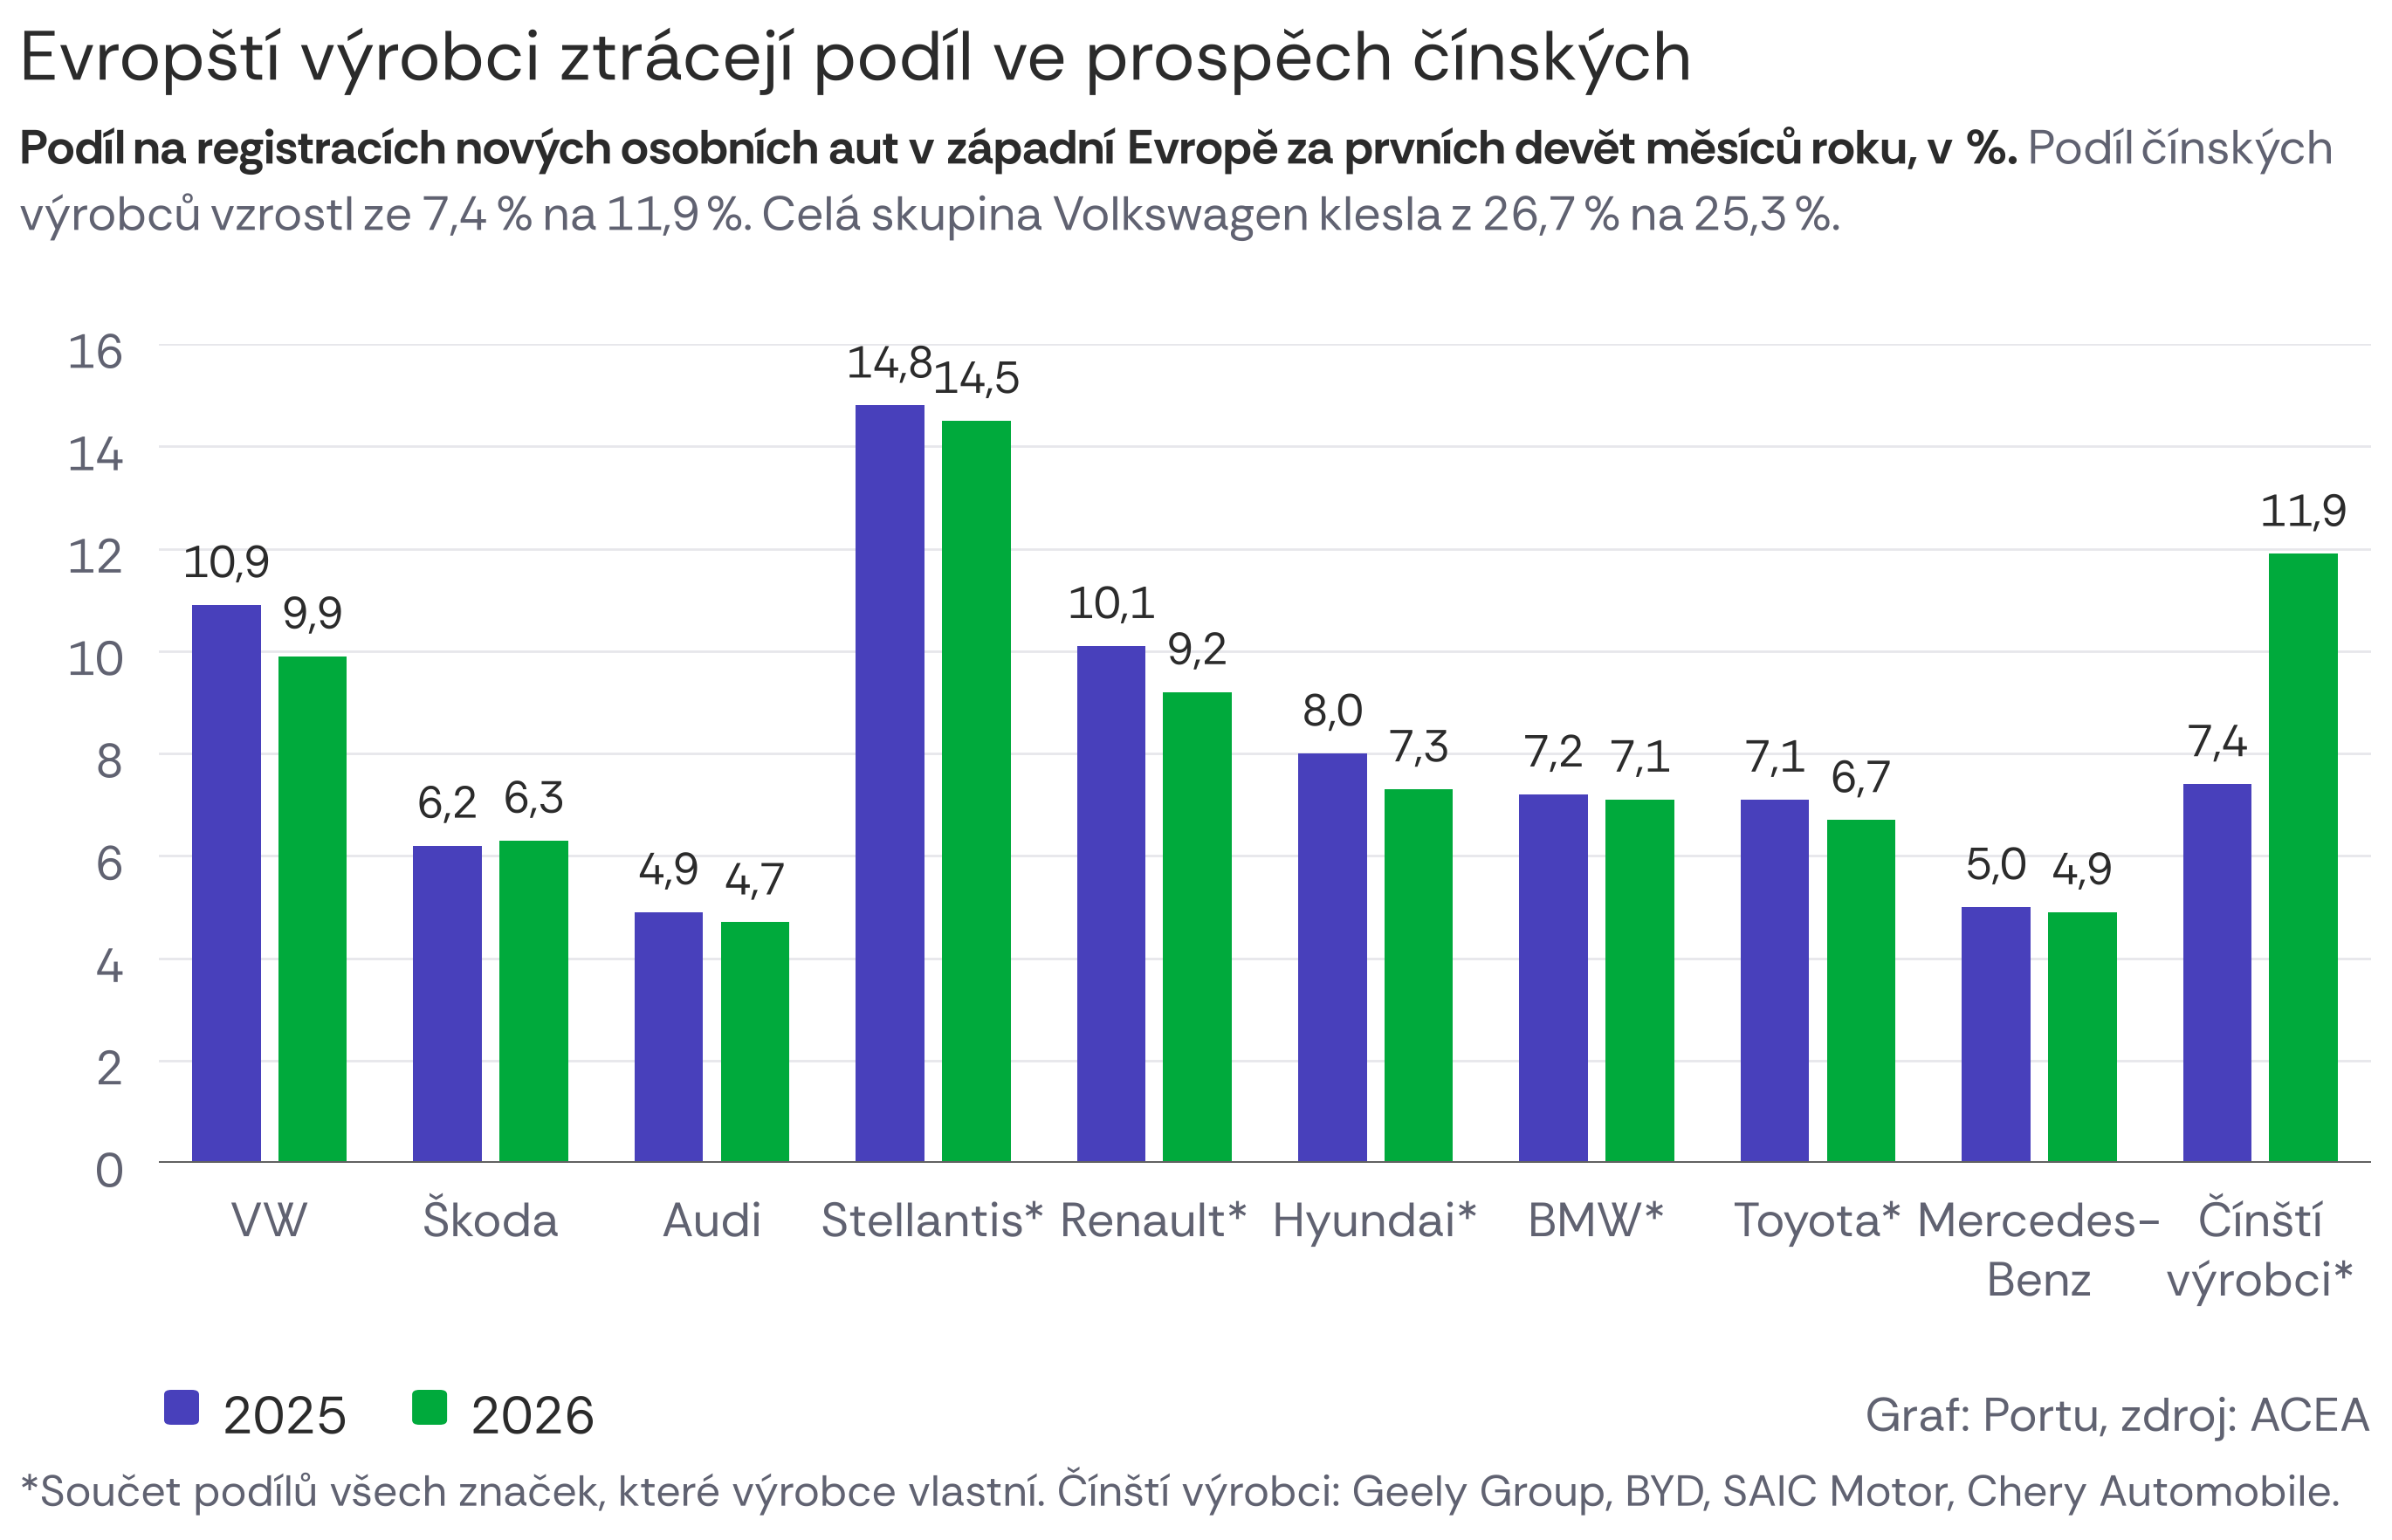 Evropští výrobci ztrácejí podíl ve prospěch čínských
Podíl na registracích nových osobních aut v západní Evropě za prvních devět měsíců roku, v %. Podíl čínských
výrobců vzrostl ze 7,4 % na 11,9 %. Celá skupina Volkswagen klesla z 26,7 % na 25,3 %.
16
14
12
10
8
6
4
2
0
10,9
9,9
6,2
6,3
4,9
4,7
14,8
14,5
10,1
9,2
8,0
7,3
7,2
7,1
7,1
6,7
5,0
4,9
7,4
11,9
VW
Škoda
Audi
Stellantis*
Renault*
Hyundai*
BMW*
Toyota*
Mercedes-
Benz
Čínští
výrobci*
2025
2026
Graf: Portu, zdroj: ACEA
*Součet podílů všech značek, které výrobce vlastní. Čínští výrobci: Geely Group, BYD, SAIC Motor, Chery Automobile.